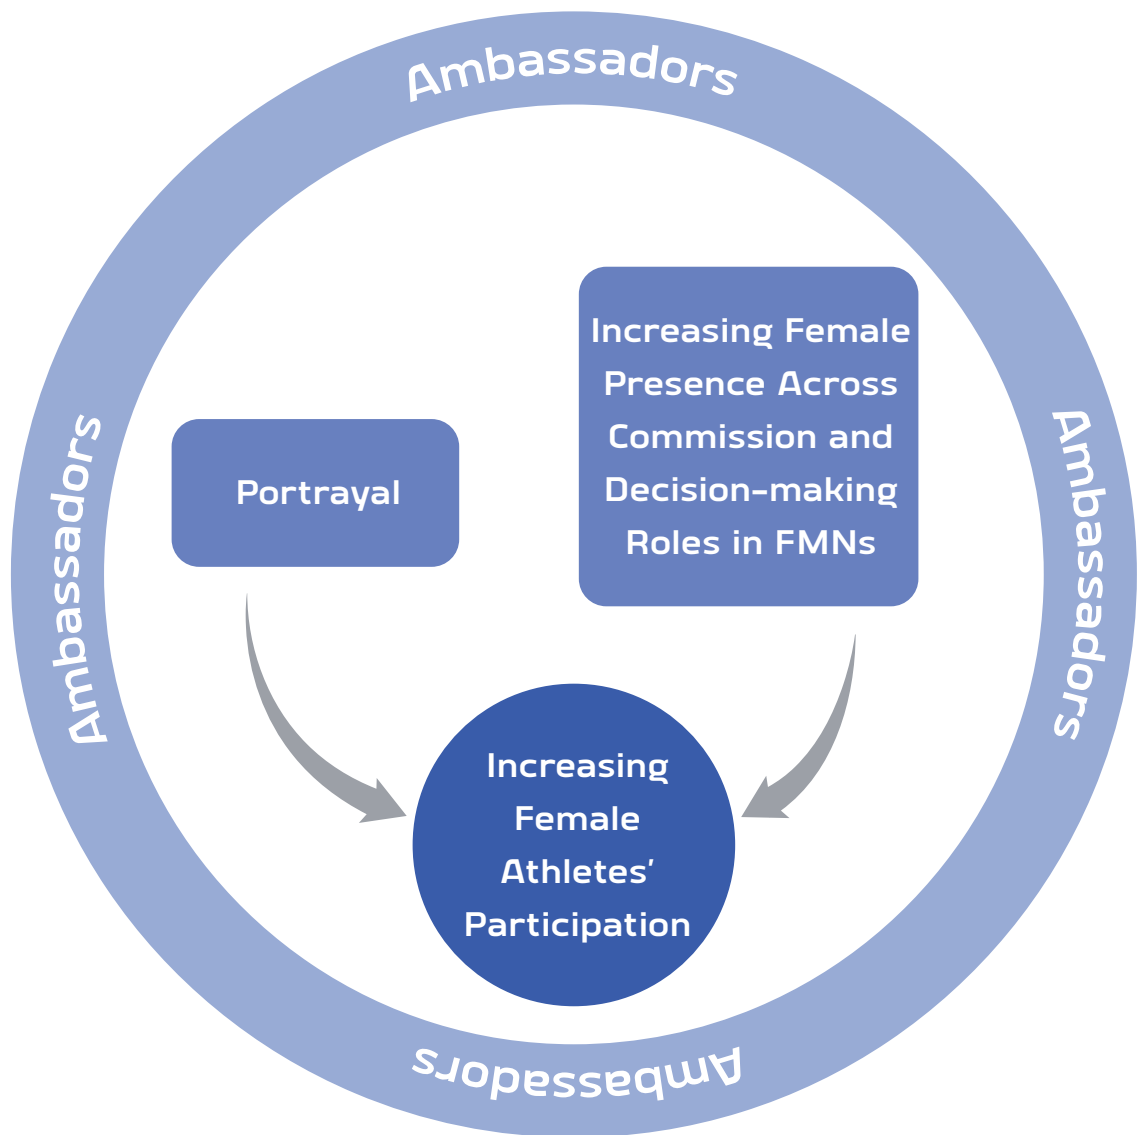 Ambassadors
Increasing Female
Presence Across
Commission and
Decision-making
Roles in FMNs
Portrayal
Ambassadors
Ambassadors
Increasing
Female
Athletes'
Participation
Ambassadors